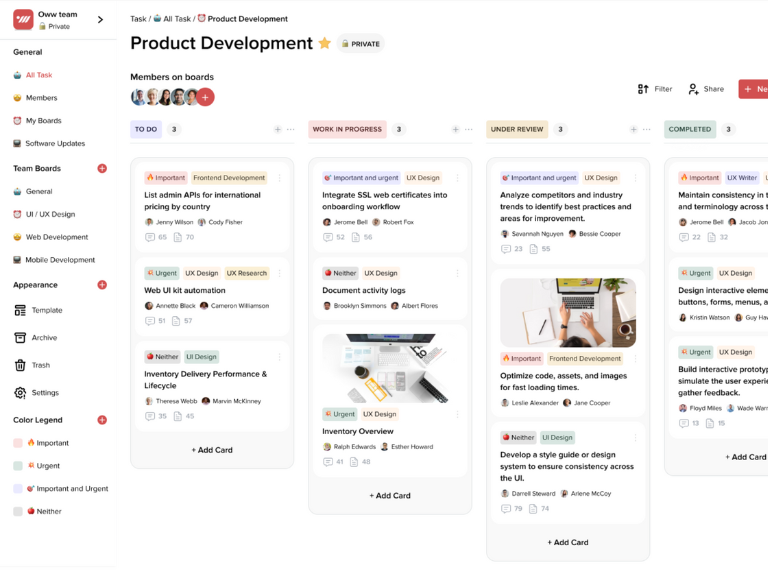 Oww team
Private
General
All Task
Members
My Boards
Software Updates
Team Boards
General
UI / UX Design
Web Development
Mobile Development
Appearance
Template
Archive
Trash
Settings
Color Legend
Important
Urgent
Important and Urgent
Neither
Task / All Task / Product Development
Product Development
PRIVATE
Members on boards
Filter
Share
+ Ne
TO DO 3
Important Frontend Development
List admin APIs for international
pricing by country
Jenny Wilson Cody Fisher
65 70
Urgent UX Design UX Research
Web UI kit automation
Annette Black Cameron Williamson
51 57
Neither UI Design
Inventory Delivery Performance &
Lifecycle
Theresa Webb Marvin McKinney
35 45
+ Add Card
WORK IN PROGRESS 3
Important and urgent UX Design
Integrate SSL web certificates into
onboarding workflow
Jerome Bell Robert Fox
52 56
Neither UX Design
Document activity logs
Brooklyn Simmons Albert Flores
Urgent UX Design
Inventory Overview
Ralph Edwards Esther Howard
41 48
+ Add Card
UNDER REVIEW 3
Important and urgent UX Design
Analyze competitors and industry
trends to identify best practices and
areas for improvement.
Savannah Nguyen Bessie Cooper
23 55
Important Frontend Development
Optimize code, assets, and images
for fast loading times.
Leslie Alexander Jane Cooper
Neither UI Design
Develop a style guide or design
system to ensure consistency across
the UI.
Darrell Steward Arlene McCoy
79 74
+ Add Card
COMPLETED 3
Important UX Writer
Maintain consistency in t
and terminology across t
Jerome Bell Jacob Jon
22 32
Urgent UX Design
Design interactive eleme
buttons, forms, menus, a
Kristin Watson Guy Haw
Urgent UX Design
Build interactive prototyp
simulate the user experie
gather feedback.
Floyd Miles Wade Warr
13 15
+ Add Card